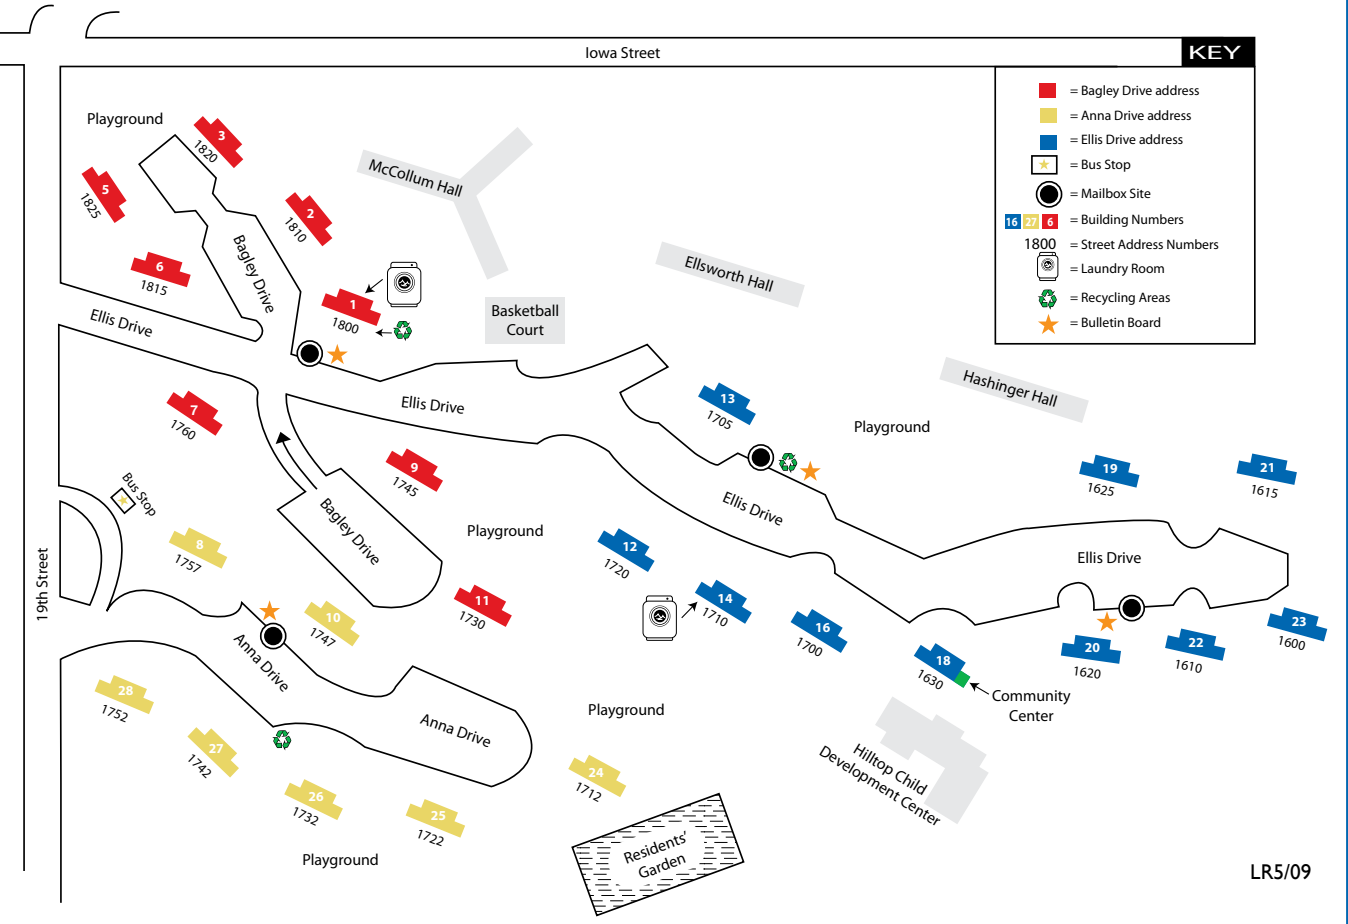 Iowa Street
KEY
= Bagley Drive address
= Anna Drive address
= Ellis Drive address
= Bus Stop
= Mailbox Site
16 27 6 = Building Numbers
1800 = Street Address Numbers
= Laundry Room
= Recycling Areas
= Bulletin Board
Playground
3
1820
5
1825
2
1810
McCollum Hall
Bagley Drive
6
1815
1
1800
Ellis Drive
Basketball
Court
Ellsworth Hall
Hashinger Hall
7
1760
Ellis Drive
13
1705
Playground
9
1745
19
1625
21
1615
Bus Stop
Bagley Drive
Playground
Ellis Drive
8
1757
12
1720
Ellis Drive
19th Street
10
1747
11
1730
14
1710
16
1700
18
1630
20
1620
22
1610
23
1600
Anna Drive
Community
Center
28
1752
27
1742
Anna Drive
Playground
Hilltop Child
Development Center
26
1732
25
1722
24
1712
Playground
Residents'
Garden
LR5/09